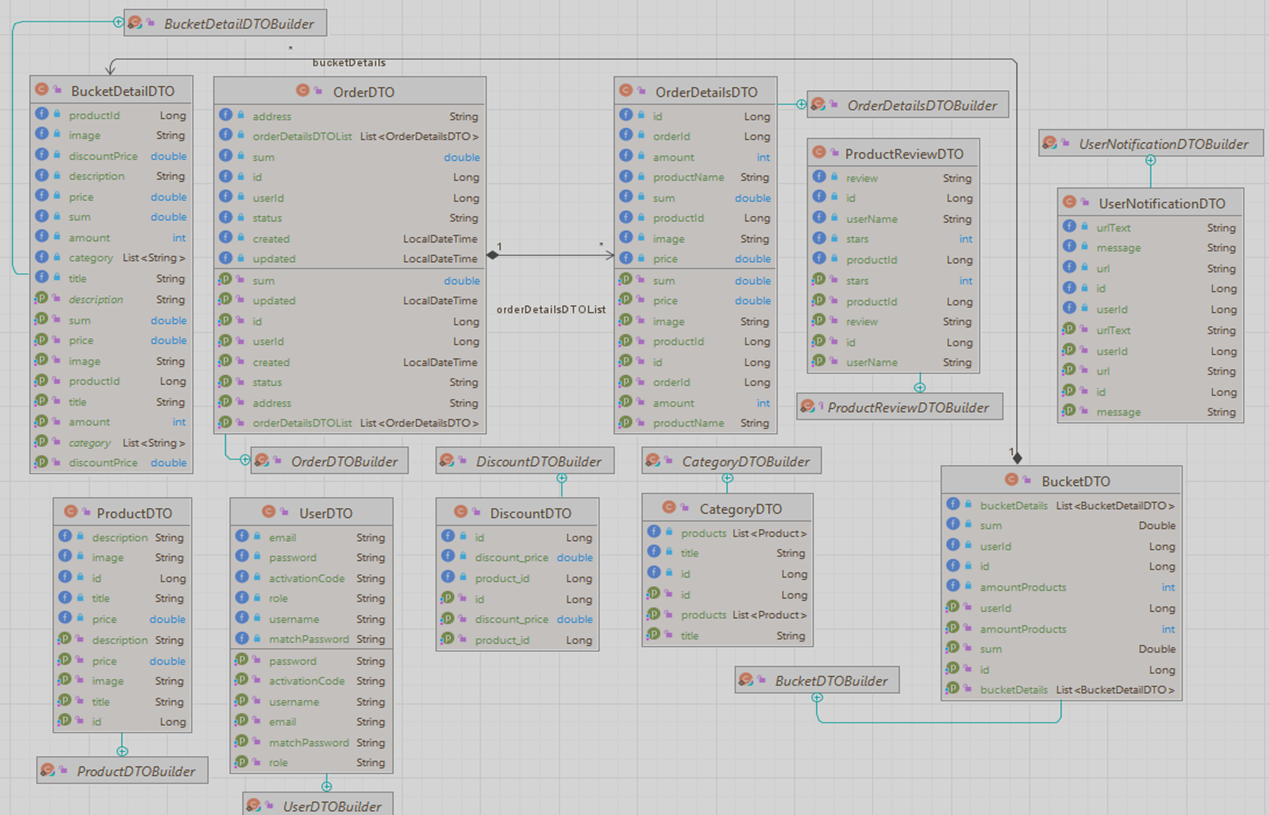 BucketDetailDTOBuilder
*
bucketDetails
BucketDetailDTO
productId Long
image String
discountPrice double
description String
price double
sum double
amount int
category List<String>
title String
description String
sum double
price double
image String
productId Long
title String
amount int
category List<String>
discountPrice double
OrderDTO
address String
orderDetailsDTOList List<OrderDetailsDTO>
sum double
id Long
userId Long
status String
created LocalDateTime
updated LocalDateTime
sum double
updated LocalDateTime
id Long
userId Long
created LocalDateTime
status String
address String
orderDetailsDTOList List<OrderDetailsDTO>
1
*
orderDetailsDTOList
OrderDetailsDTO
id Long
orderId Long
amount int
productName String
sum double
productId Long
image String
price double
sum double
price double
image String
productId Long
id Long
orderId Long
amount int
productName String
OrderDetailsDTOBuilder
ProductReviewDTO
review String
id Long
userName String
stars int
productId Long
stars int
productId Long
review String
id Long
userName String
ProductReviewDTOBuilder
UserNotificationDTOBuilder
UserNotificationDTO
urlText String
message String
url String
id Long
userId Long
urlText String
userId Long
url String
id Long
message String
OrderDTOBuilder
DiscountDTOBuilder
CategoryDTOBuilder
1
ProductDTO
description String
image String
id Long
title String
price double
description String
price double
image String
title String
id Long
ProductDTOBuilder
UserDTO
email String
password String
activationCode String
role String
username String
matchPassword String
password String
activationCode String
username String
email String
matchPassword String
role String
UserDTOBuilder
DiscountDTO
id Long
discount_price double
product_id Long
id Long
discount_price double
product_id Long
CategoryDTO
products List<Product>
title String
id Long
id Long
products List<Product>
title String
BucketDTO
bucketDetails List<BucketDetailDTO>
sum Double
userId Long
id Long
amountProducts int
userId Long
amountProducts int
sum Double
id Long
bucketDetails List<BucketDetailDTO>
BucketDTOBuilder